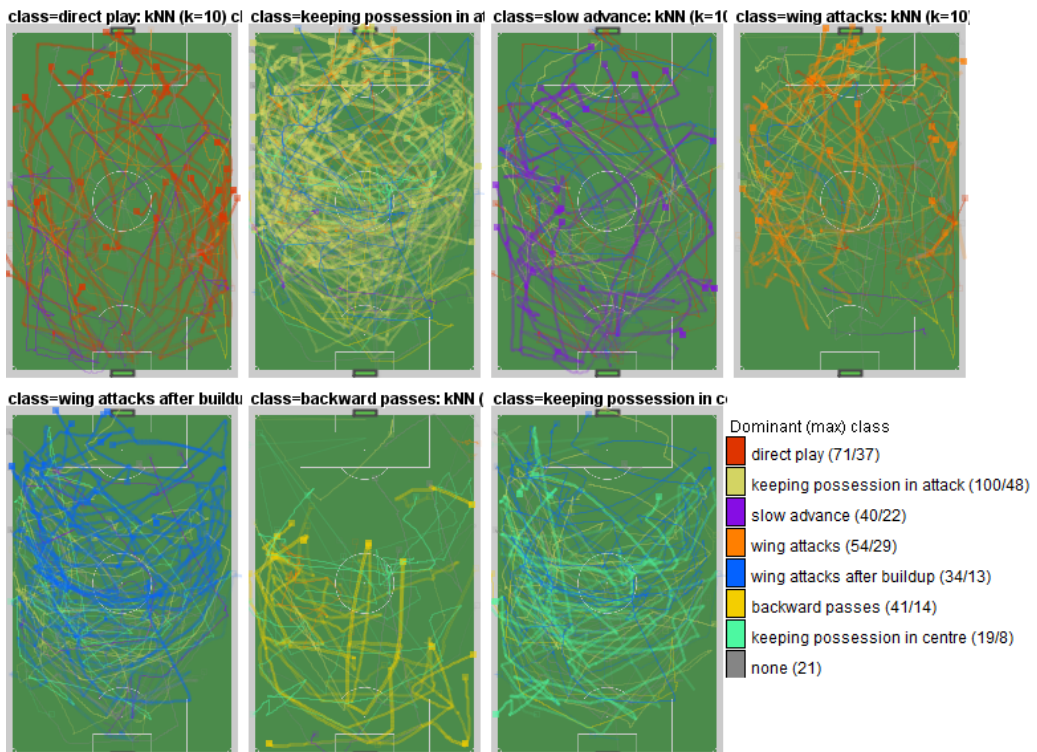 class=direct play: kNN (k=10) cl
class=keeping possession in at
class=slow advance: kNN (k=10
class=wing attacks: kNN (k=10)
class=wing attacks after buildu
class=backward passes: kNN (
class=keeping possession in ce
Dominant (max) class
direct play (71/37)
keeping possession in attack (100/48)
slow advance (40/22)
wing attacks (54/29)
wing attacks after buildup (34/13)
backward passes (41/14)
keeping possession in centre (19/8)
none (21)